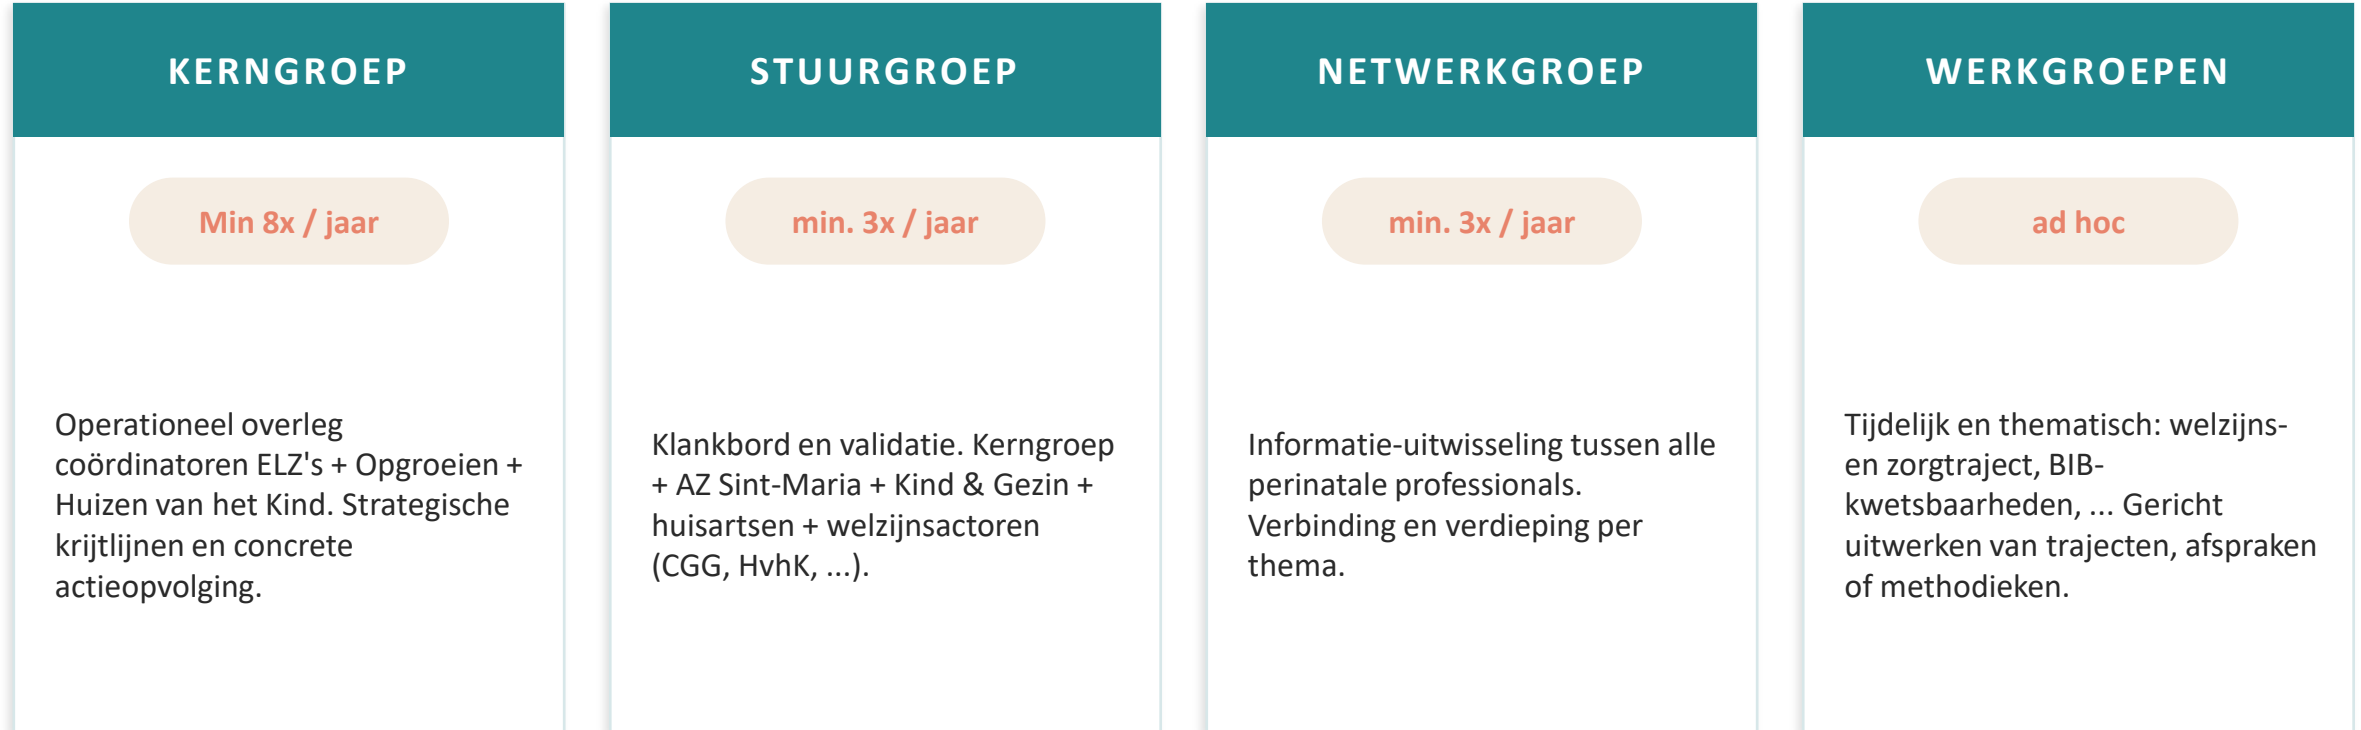 KERNGROEP
Min 8x / jaar
Operationeel overleg
coördinatoren ELZ's + Opgroeien +
Huizen van het Kind. Strategische
krijtlijnen en concrete
actieopvolging.
STUURGROEP
min. 3x / jaar
Klankbord en validatie. Kerngroep
+ AZ Sint-Maria + Kind & Gezin +
huisartsen + welzijnsactoren
(CGG, HvhK, ...).
NETWERKGROEP
min. 3x / jaar
Informatie-uitwisseling tussen alle
perinatale professionals.
Verbinding en verdieping per
thema.
WERKGROEPEN
ad hoc
Tijdelijk en thematisch: welzijns-
en zorgtraject, BIB-
kwetsbaarheden, ... Gericht
uitwerken van trajecten, afspraken
of methodieken.